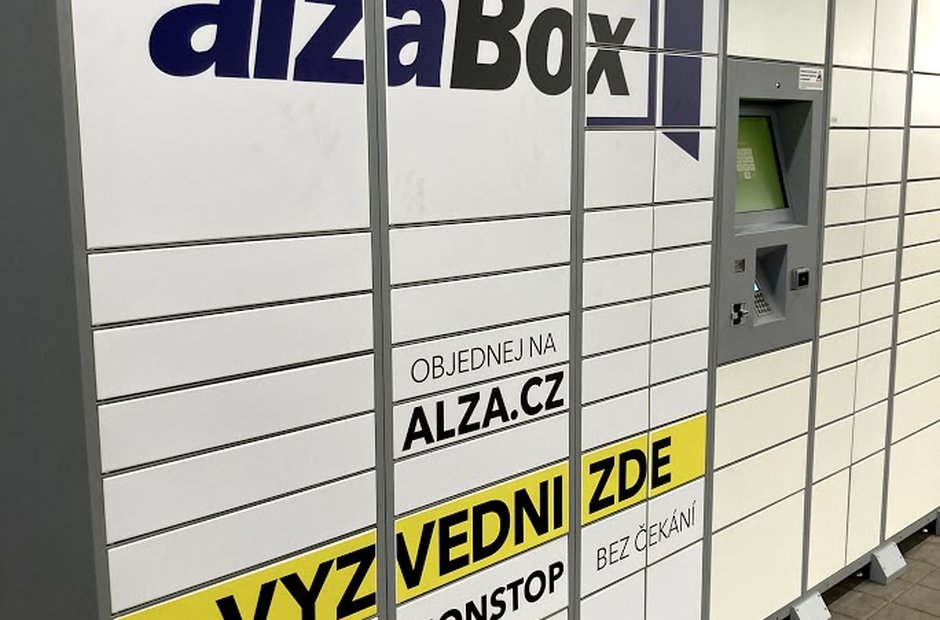 alzaBox
OBJEDNEJ NA
ALZA.CZ
VYZVEDNI ZDE
NONSTOP
BEZ ČEKÁNÍ